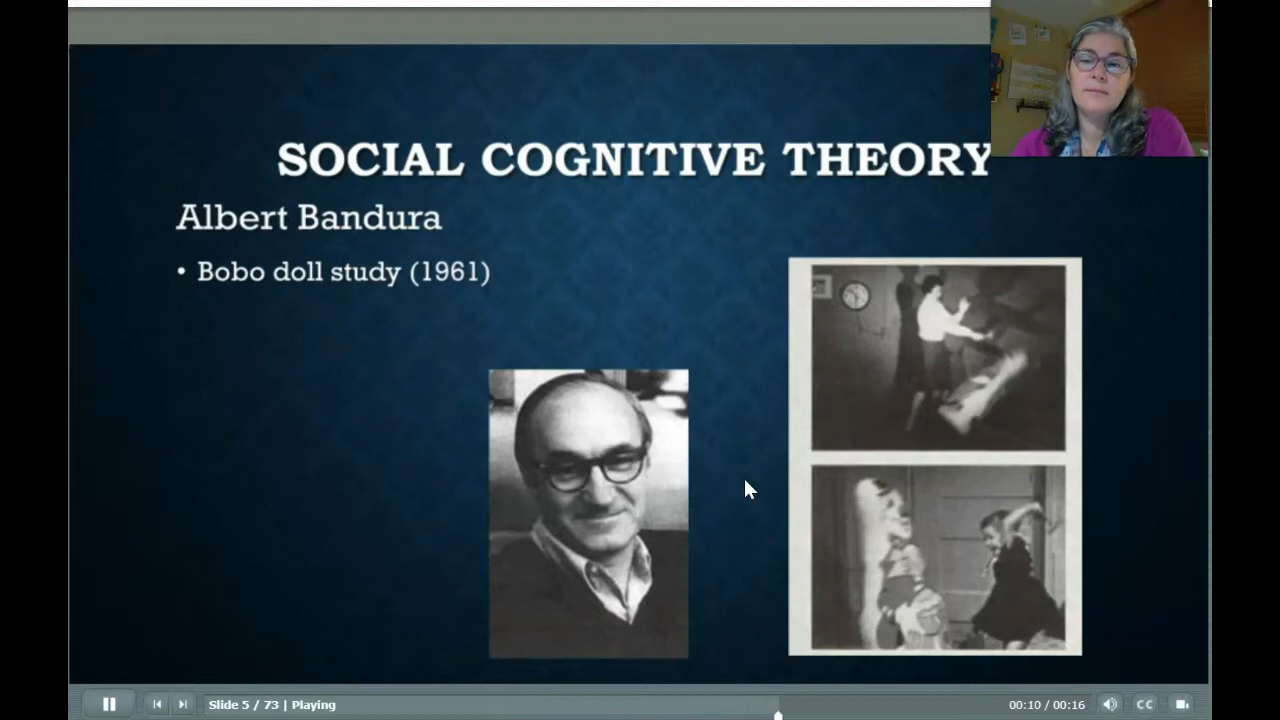 SOCIAL COGNITIVE THEORY
Albert Bandura
• Bobo doll study (1961)
Slide 5 / 73 | Playing
00:10 / 00:16
CC